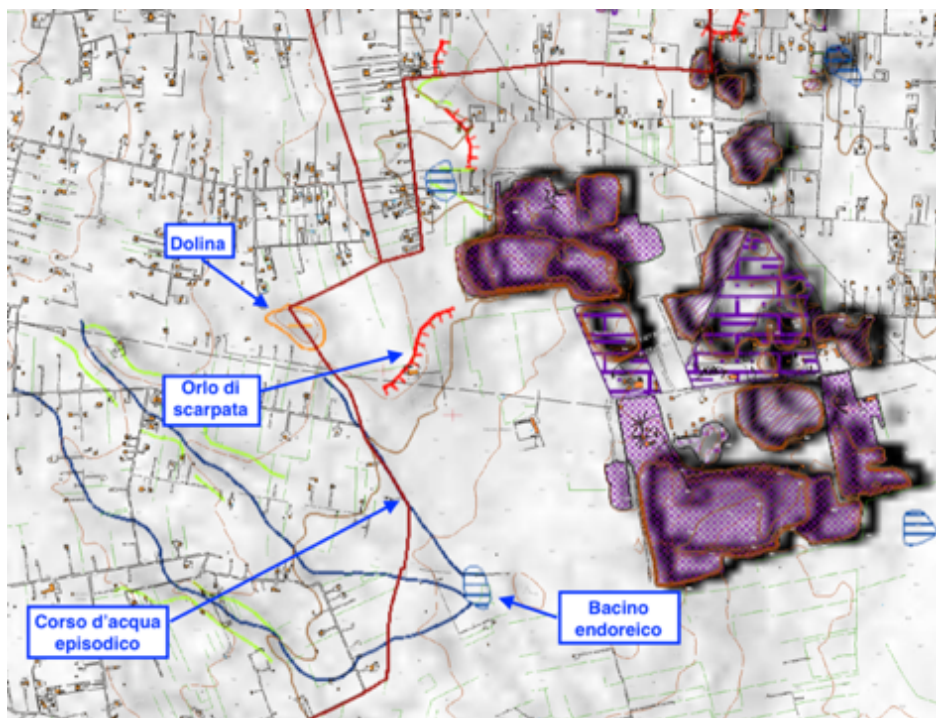 Dolina
Orlo di
scarpata
Corso d'acqua
episodico
Bacino
endoreico